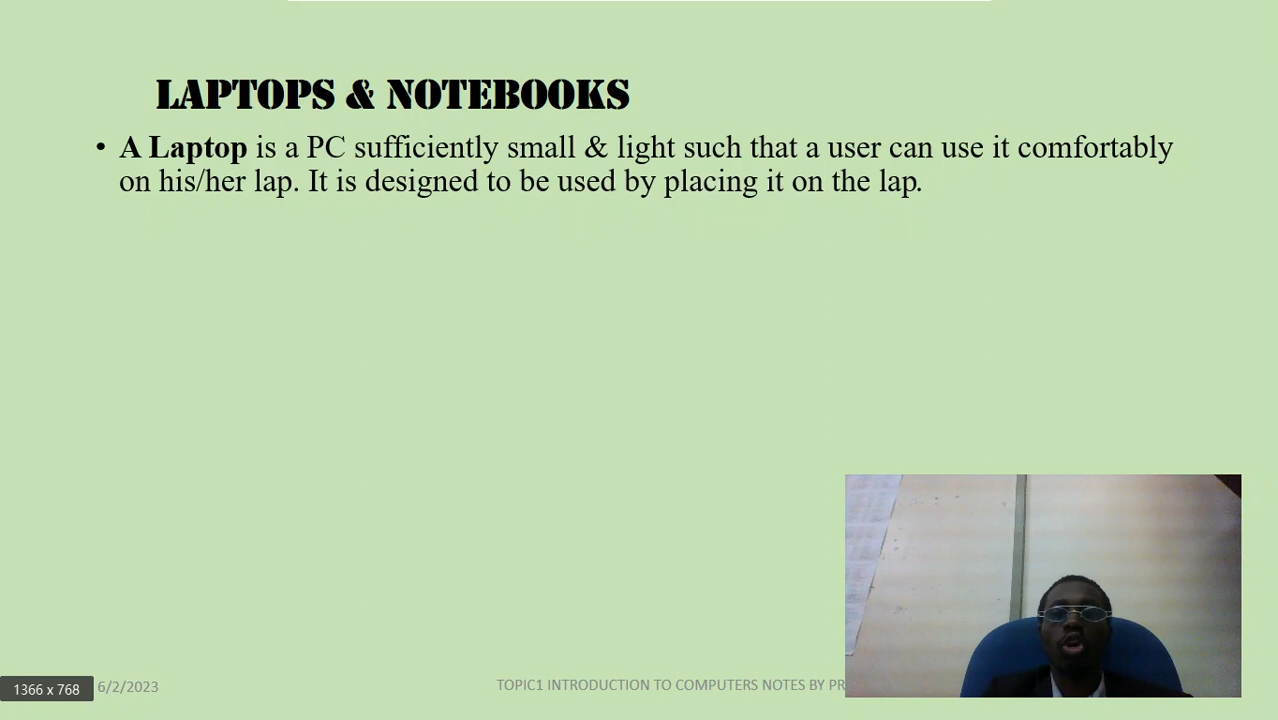 LAPTOPS & NOTEBOOKS
• A Laptop is a PC sufficiently small & light such that a user can use it comfortably
on his/her lap. It is designed to be used by placing it on the lap.
1366 x 768
6/2/2023
TOPIC1 INTRODUCTION TO COMPUTERS NOTES BY PR